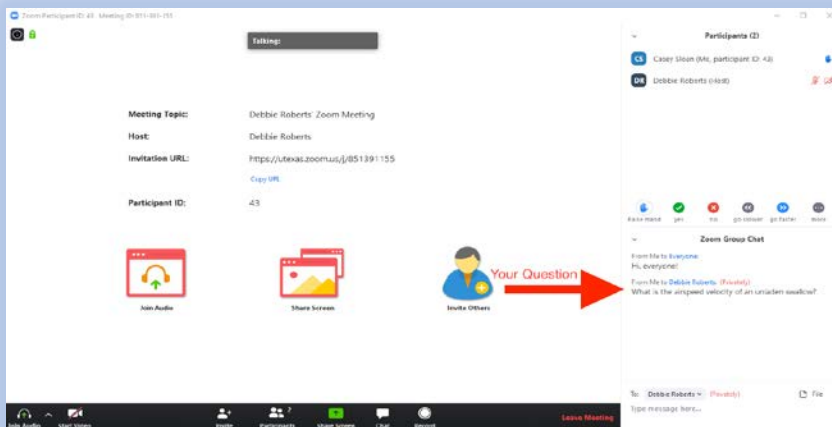 Zoom Participant ID: 43 Meeting ID: 851-391-155
Talking:
Meeting Topic: Debbie Roberts' Zoom Meeting
Host: Debbie Roberts
Invitation URL: https://utexas.zoom.us/j/851391155
Copy URL
Participant ID: 43
Join Audio
Share Screen
Invite Others
Your Question
Join Audio
Start Video
Invite
Participants
2
Share Screen
Chat
Record
Leave Meeting
Participants (2)
CS Casey Sloan (Me, participant ID: 43)
DR Debbie Roberts (Host)
raise hand
yes
no
go slower
go faster
more
Zoom Group Chat
From Me to Everyone:
Hi, everyone!
From Me to Debbie Roberts: (Privately)
What is the airspeed velocity of an unladen swallow?
To: Debbie Roberts (Privately)
File
Type message here...